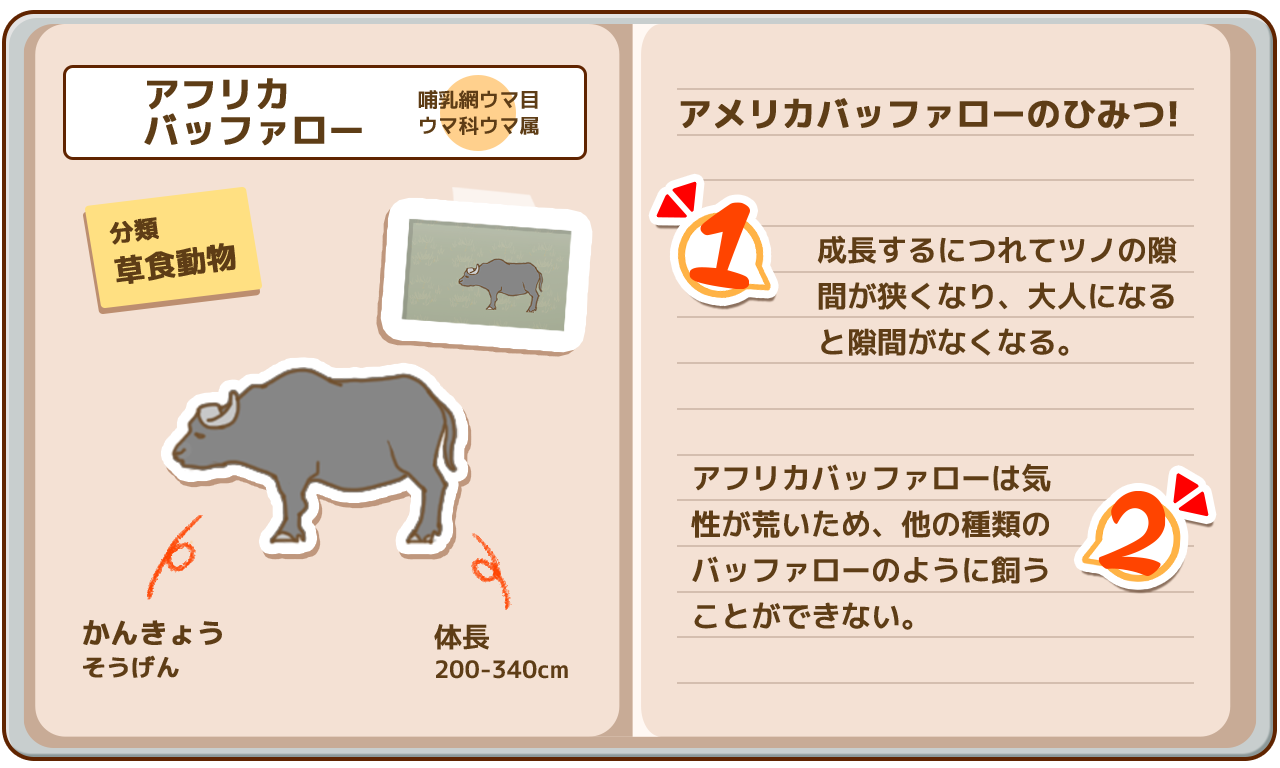 アフリカ
バッファロー
哺乳網ウマ目
ウマ科ウマ属
分類
草食動物
かんきょう
そうげん
体長
200-340cm
アメリカバッファローのひみつ!
1
成長するにつれてツノの隙
間が狭くなり、大人になる
と隙間がなくなる。
アフリカバッファローは気
性が荒いため、他の種類の
バッファローのように飼う
ことができない。
2